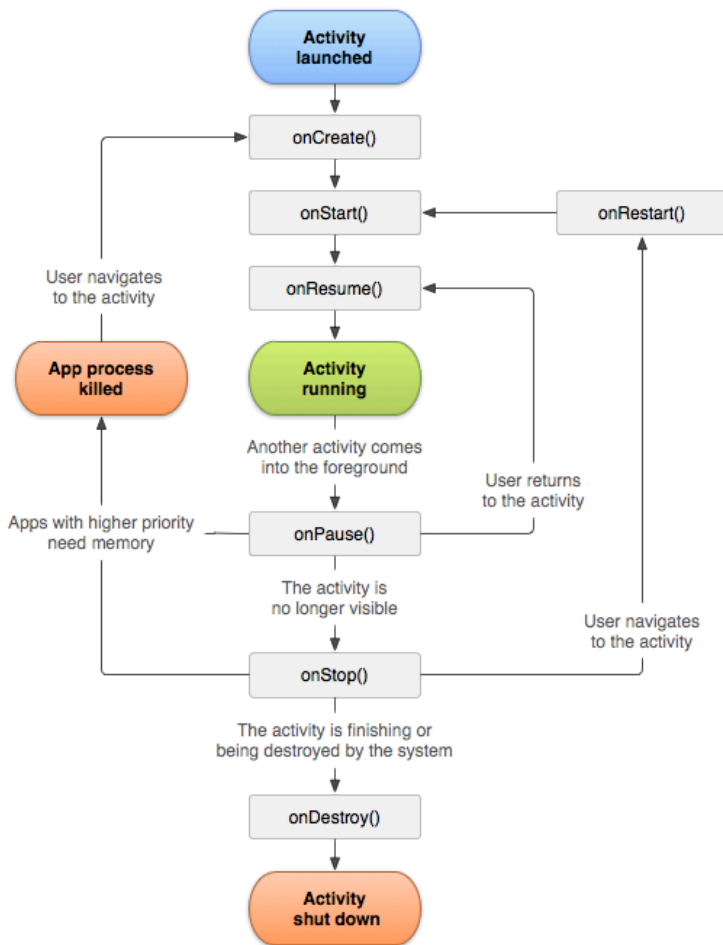 Activity
launched
onCreate()
onStart()
onRestart()
User navigates
to the activity
onResume()
App process
killed
Activity
running
Another activity comes
into the foreground
User returns
to the activity
Apps with higher priority
need memory
onPause()
The activity is
no longer visible
User navigates
to the activity
onStop()
The activity is finishing or
being destroyed by the system
onDestroy()
Activity
shut down